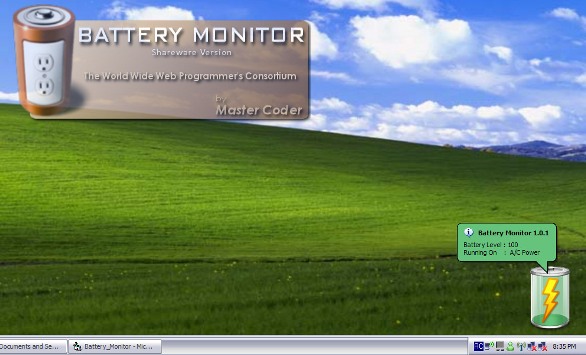 BATTERY MONITOR
Shareware Version
The World Wide Web Programmer's Consortium
by
Master Coder
Battery Monitor 1.0.1
Battery Level : 100
Running On : A/C Power
Documents and Se...
Battery_Monitor - Mic...
8:35 PM